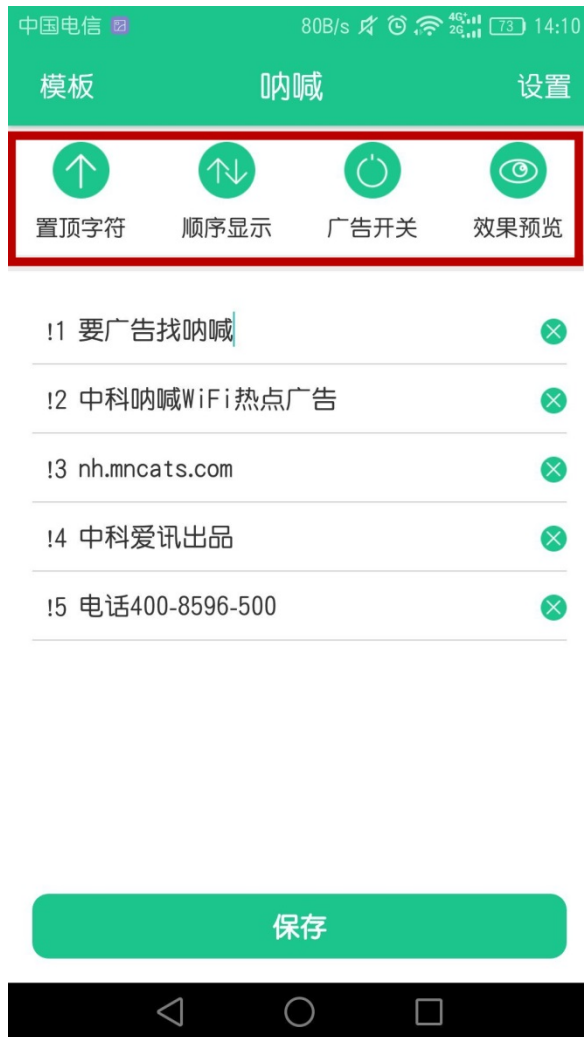 中国电信 80B/s 4G+ 2G 73 14:10
模板 呐喊 设置
置顶字符 顺序显示 广告开关 效果预览
!1 要广告找呐喊
!2 中科呐喊WiFi热点广告
!3 nh.mncats.com
!4 中科爱讯出品
!5 电话400-8596-500
保存